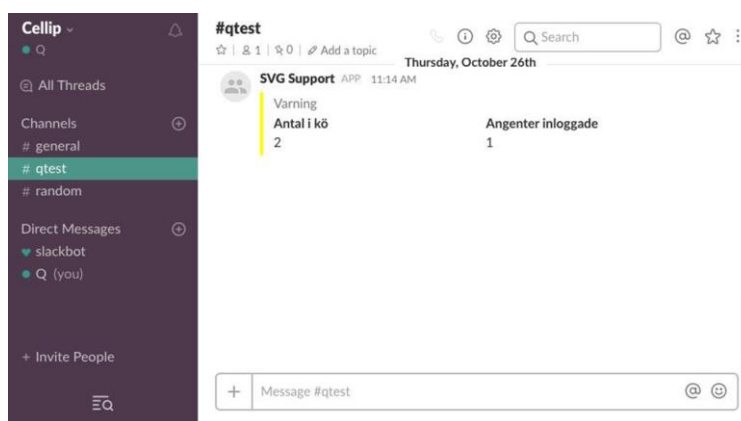 Cellip
Q
All Threads
Channels
# general
# qtest
# random
Direct Messages
slackbot
Q (you)
+ Invite People
#qtest
1 | 0 | Add a topic
Search
Thursday, October 26th
SVG Support APP 11:14 AM
Varning
Antal i kö Angenter inloggade
2 1
Message #qtest